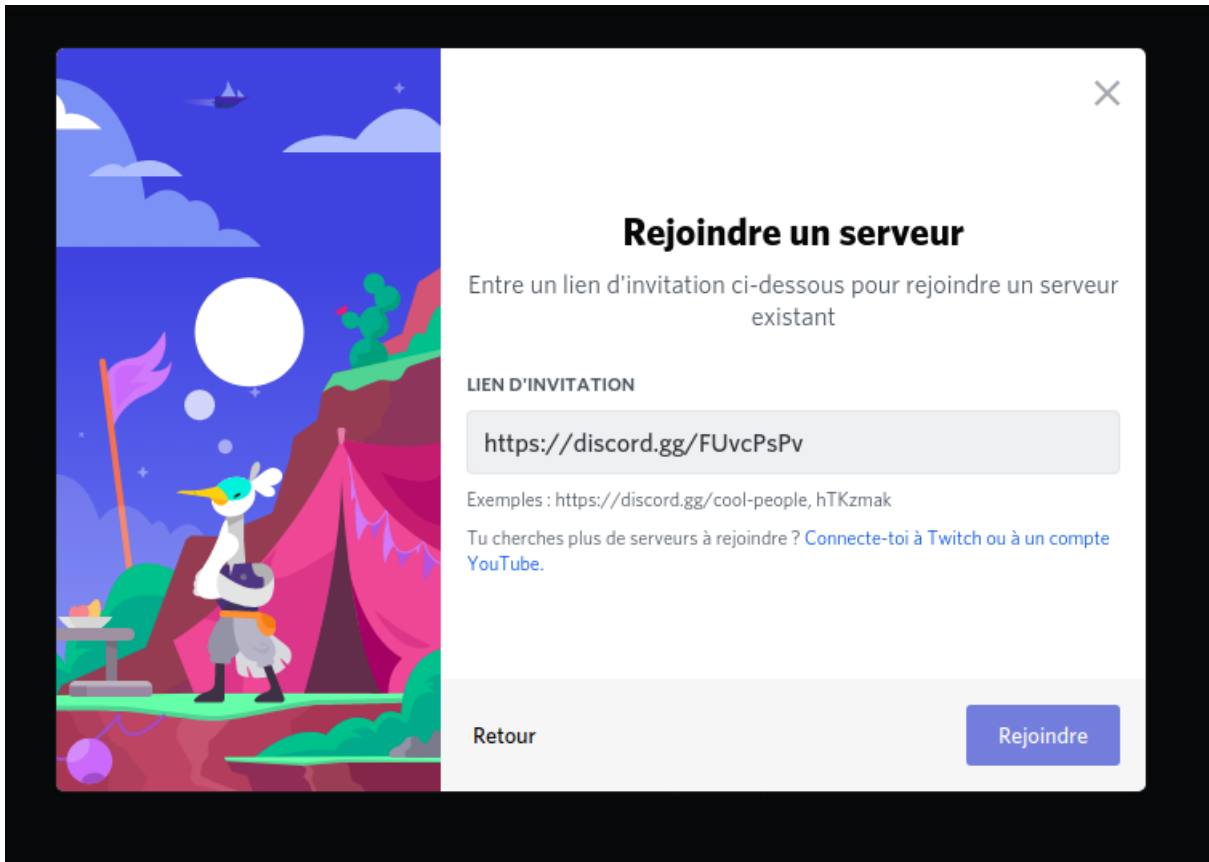 Rejoindre un serveur
Entre un lien d'invitation ci-dessous pour rejoindre un serveur
existant
LIEN D'INVITATION
https://discord.gg/FUvcPsPv
Exemples : https://discord.gg/cool-people, hTKzmak
Tu cherches plus de serveurs à rejoindre ? Connecte-toi à Twitch ou à un compte
YouTube.
Retour
Rejoindre